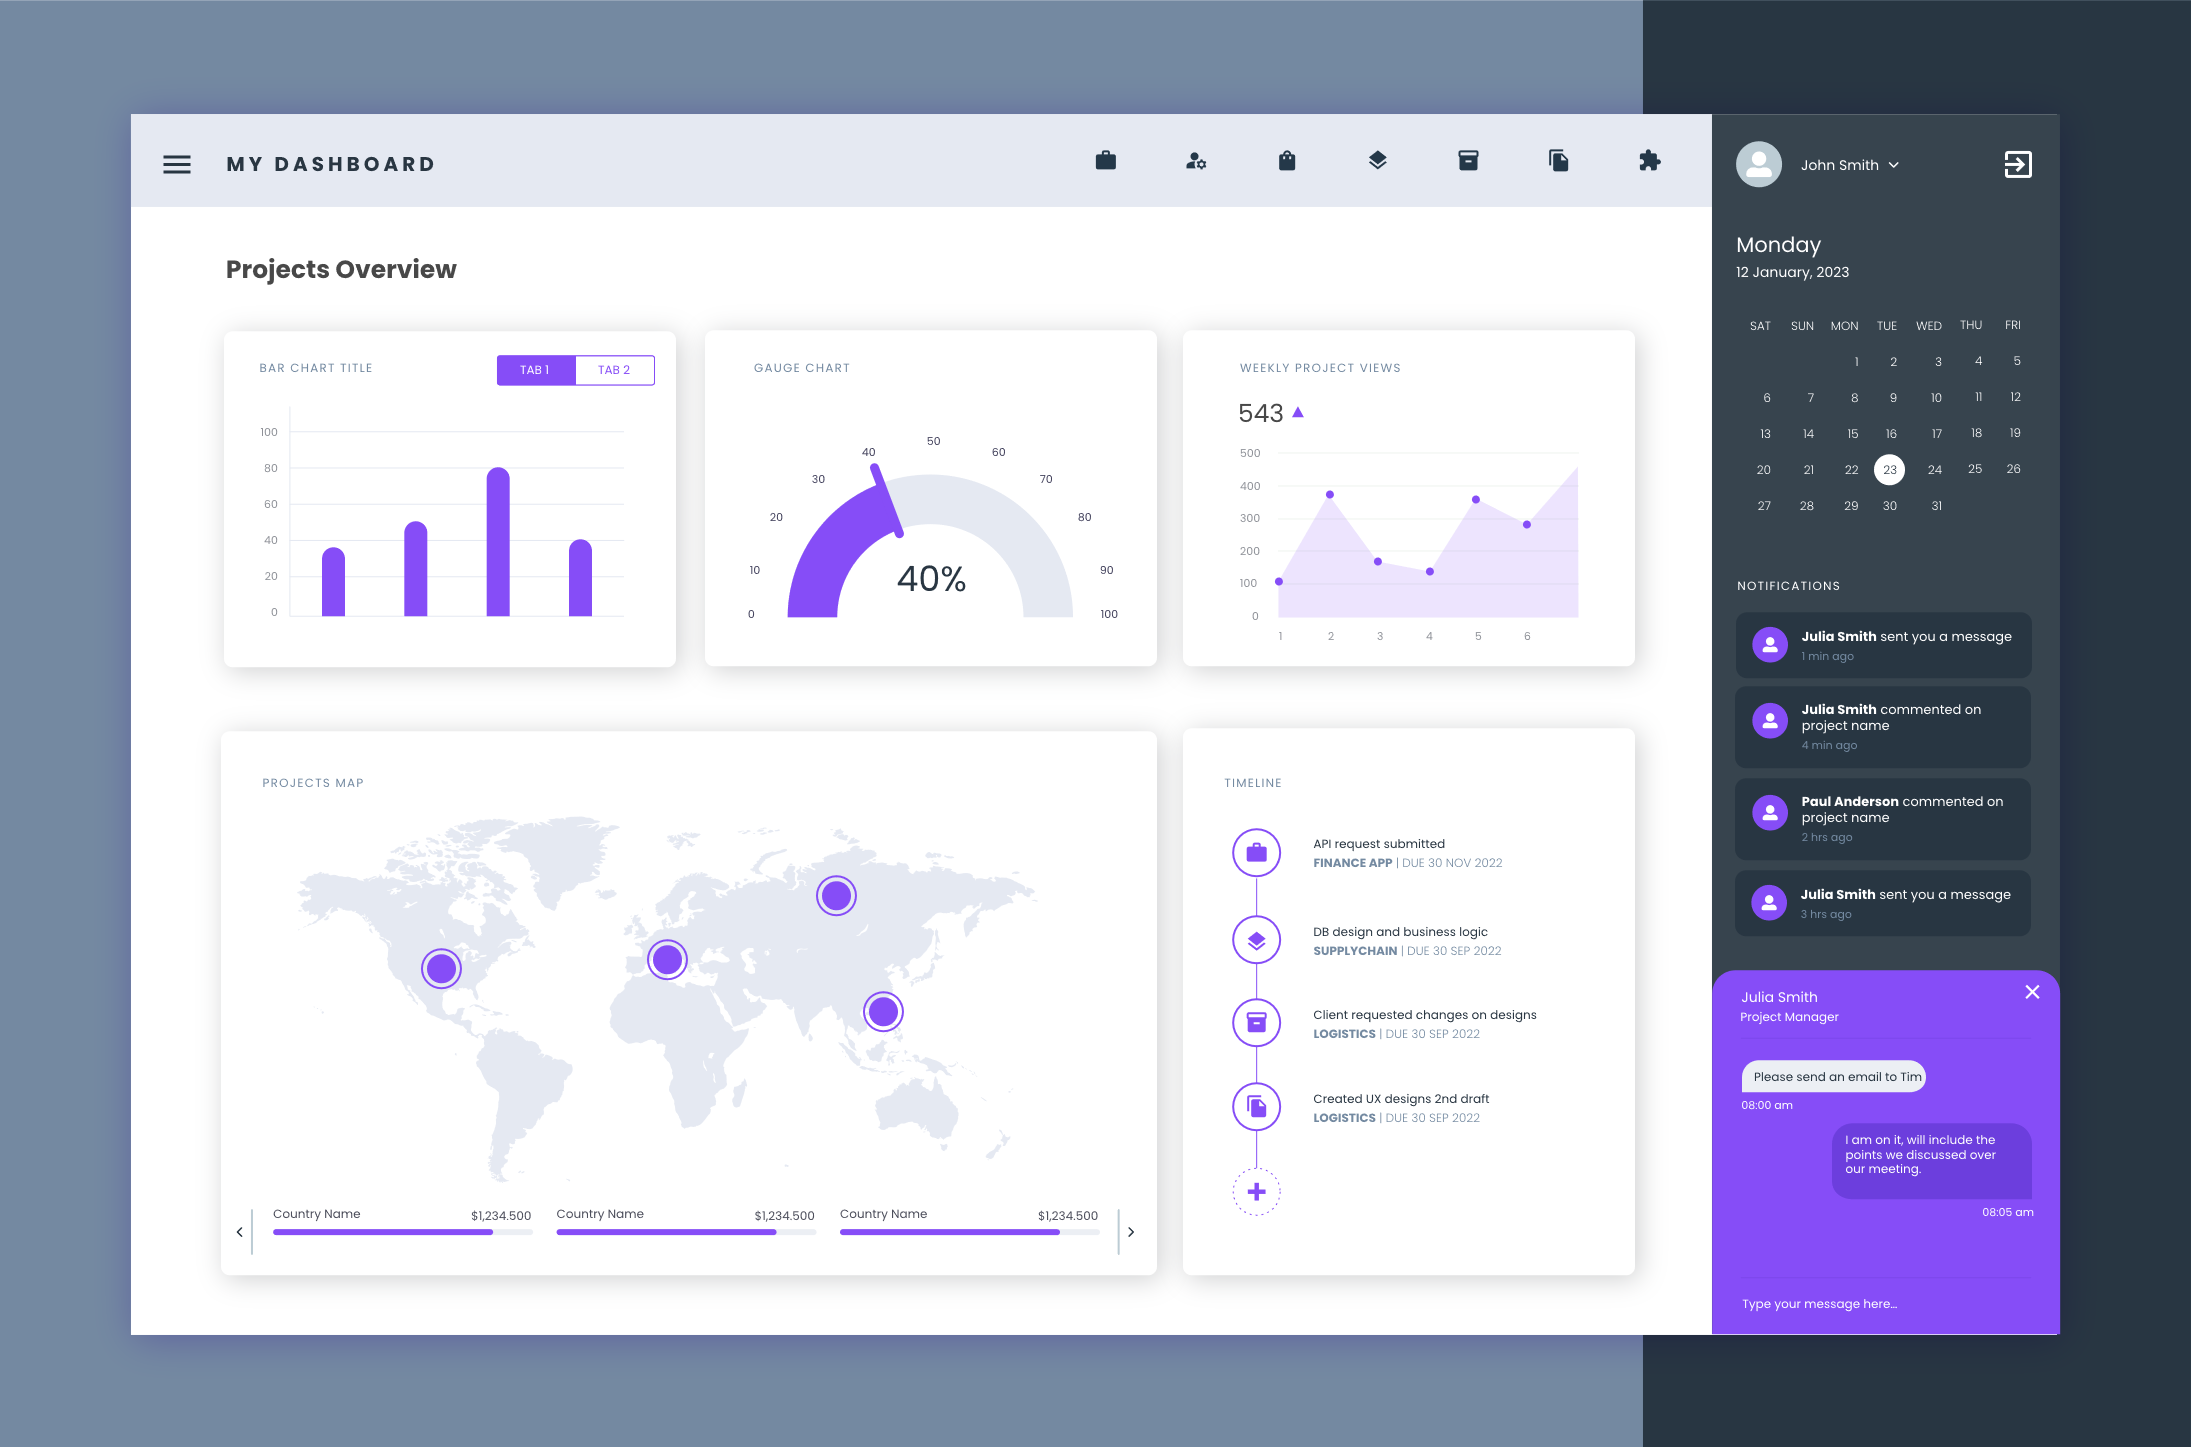 MY DASHBOARD
Projects Overview
BAR CHART TITLE
TAB 1 TAB 2
100
80
60
40
20
0
GAUGE CHART
0
10
20
30
40
50
60
70
80
90
100
40%
WEEKLY PROJECT VIEWS
543
500
400
300
200
100
0
1 2 3 4 5 6
PROJECTS MAP
Country Name $1,234.500
Country Name $1,234.500
Country Name $1,234.500
TIMELINE
API request submitted
FINANCE APP | DUE 30 NOV 2022
DB design and business logic
SUPPLYCHAIN | DUE 30 SEP 2022
Client requested changes on designs
LOGISTICS | DUE 30 SEP 2022
Created UX designs 2nd draft
LOGISTICS | DUE 30 SEP 2022
John Smith
Monday
12 January, 2023
SAT SUN MON TUE WED THU FRI
1 2 3 4 5
6 7 8 9 10 11 12
13 14 15 16 17 18 19
20 21 22 23 24 25 26
27 28 29 30 31
NOTIFICATIONS
Julia Smith sent you a message
1 min ago
Julia Smith commented on
project name
4 min ago
Paul Anderson commented on
project name
2 hrs ago
Julia Smith sent you a message
3 hrs ago
Julia Smith
Project Manager
Please send an email to Tim
08:00 am
I am on it, will include the
points we discussed over
our meeting.
08:05 am
Type your message here...